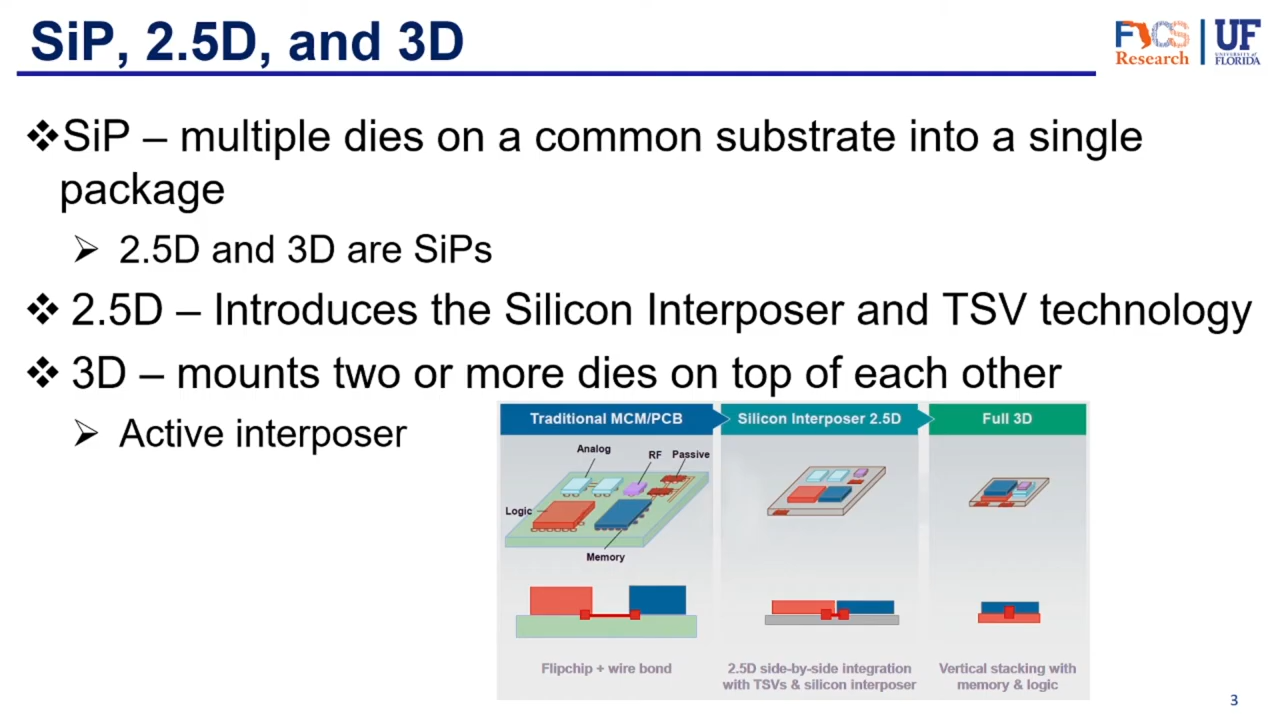 SiP, 2.5D, and 3D
FICS
Research
UF
UNIVERSITY of
FLORIDA
❖SiP – multiple dies on a common substrate into a single
package
➢ 2.5D and 3D are SiPs
❖ 2.5D – Introduces the Silicon Interposer and TSV technology
❖ 3D – mounts two or more dies on top of each other
➢ Active interposer
Traditional MCM/PCB
Silicon Interposer 2.5D
Full 3D
Analog
RF
Passive
Logic
Memory
Flipchip + wire bond
2.5D side-by-side integration
with TSVs & silicon interposer
Vertical stacking with
memory & logic
3